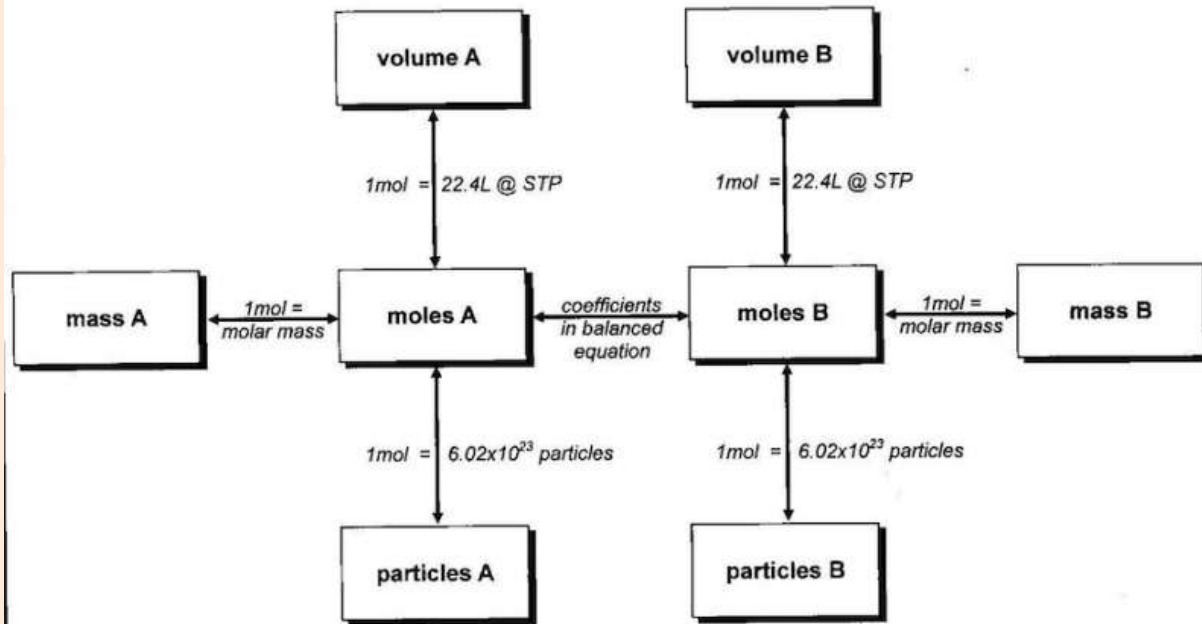 volume A
volume B
1mol = 22.4L @ STP
1mol = 22.4L @ STP
mass A
1mol =
molar mass
moles A
coefficients
in balanced
equation
moles B
1mol =
molar mass
mass B
1mol = 6.02x10²³ particles
1mol = 6.02x10²³ particles
particles A
particles B